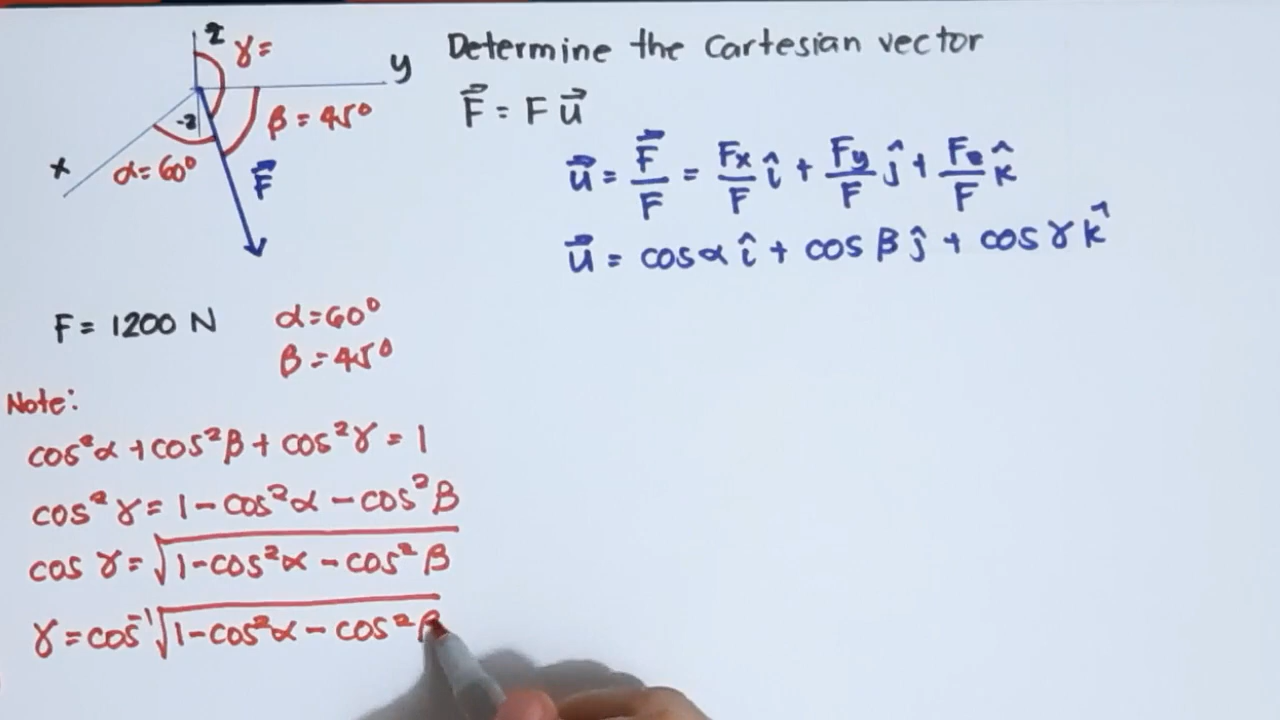 z
γ =
y
β = 45°
-z
x
α = 60°
F⃗
Determine the Cartesian vector
F⃗ = F u⃗
u⃗ = F⃗/F = Fx/F î + Fy/F ĵ + Fz/F k̂
u⃗ = cos α î + cos β ĵ + cos γ k̂
F = 1200 N
α = 60°
β = 45°
Note:
cos²α + cos²β + cos²γ = 1
cos²γ = 1 - cos²α - cos²β
cos γ = √(1 - cos²α - cos²β)
γ = cos⁻¹√(1 - cos²α - cos²β)